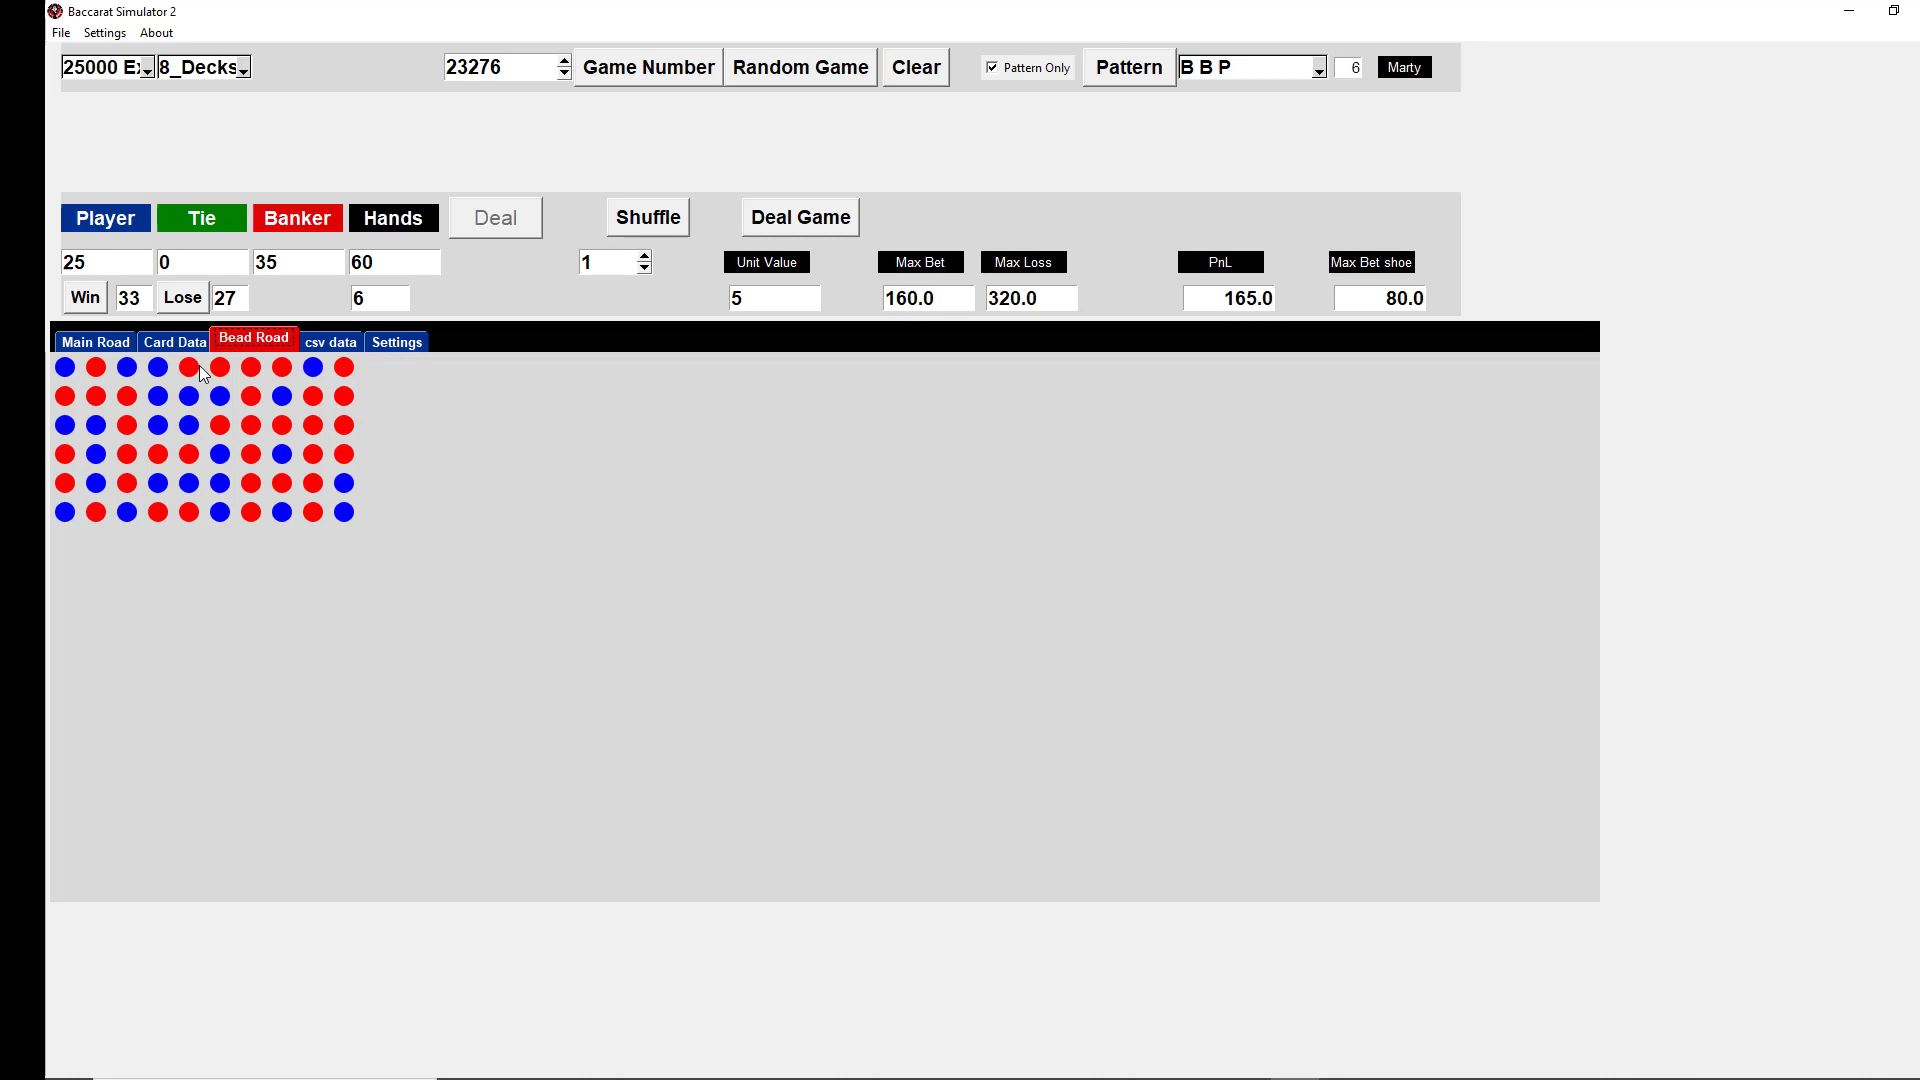 Baccarat Simulator 2
File Settings About
25000 E 8_Decks 23276 Game Number Random Game Clear Pattern Only Pattern B B P 6 Marty
Player Tie Banker Hands Deal Shuffle Deal Game
25 0 35 60 1 Unit Value Max Bet Max Loss PnL Max Bet shoe
Win 33 Lose 27 6 5 160.0 320.0 165.0 80.0
Main Road Card Data Bead Road csv data Settings